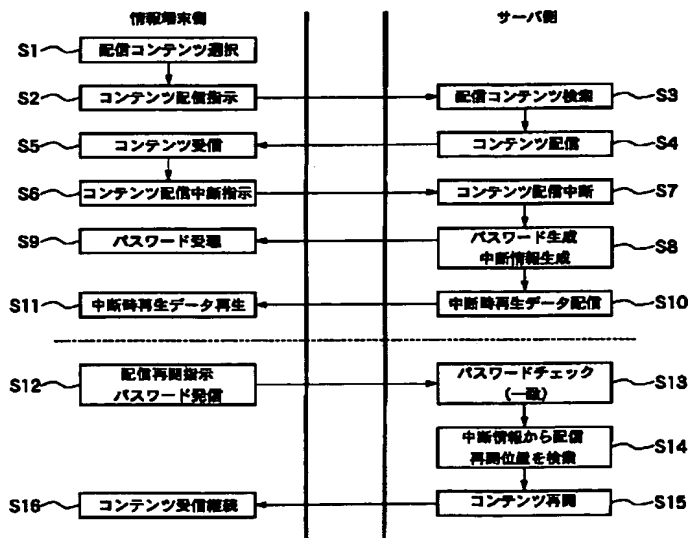 情報端末側
サーバ側
S1
配信コンテンツ選択
S2
コンテンツ配信指示
配信コンテンツ検索
S3
S5
コンテンツ受信
コンテンツ配信
S4
S6
コンテンツ配信中断指示
コンテンツ配信中断
S7
S9
パスワード受理
パスワード生成
中断情報生成
S8
S11
中断時再生データ再生
中断時再生データ配信
S10
S12
配信再開指示
パスワード発信
パスワードチェック
(一致)
S13
中断情報から配信
再開位置を検索
S14
S16
コンテンツ受信継続
コンテンツ再開
S15